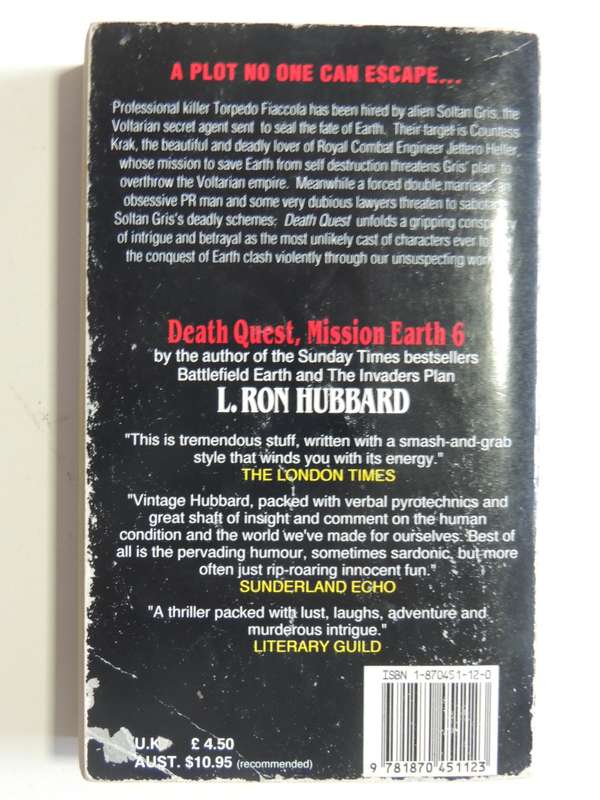 A PLOT NO ONE CAN ESCAPE...
Professional killer Torpedo Fiaccola has been hired by alien Soltan Gris, the
Voltarian secret agent sent to seal the fate of Earth. Their target is Countess
Krak, the beautiful and deadly lover of Royal Combat Engineer Jettero Heller,
whose mission to save Earth from self destruction threatens Gris' plan to
overthrow the Voltarian empire. Meanwhile a forced double marriage, an
obsessive PR man and some very dubious lawyers threaten to
Soltan Gris's deadly schemes; Death Quest unfolds a gripping
of intrigue and betrayal as the most unlikely cast of characters ever to
the conquest of Earth clash violently through our unsuspecting
Death Quest, Mission Earth 6
by the author of the Sunday Times bestsellers
Battlefield Earth and The Invaders Plan
L. RON HUBBARD
"This is tremendous stuff, written with a smash-and-grab
style that winds you with its energy."
THE LONDON TIMES
"Vintage Hubbard, packed with verbal pyrotechnics and
great shaft of insight and comment on the human
condition and the world we've made for ourselves. Best of
all is the pervading humour, sometimes sardonic, but more
often just rip-roaring innocent fun."
SUNDERLAND ECHO
"A thriller packed with lust, laughs, adventure and
murderous intrigue."
LITERARY GUILD
ISBN 1-870451-12-0
U.K. £ 4.50
AUST. $10.95 (recommended)
9 781870 451123